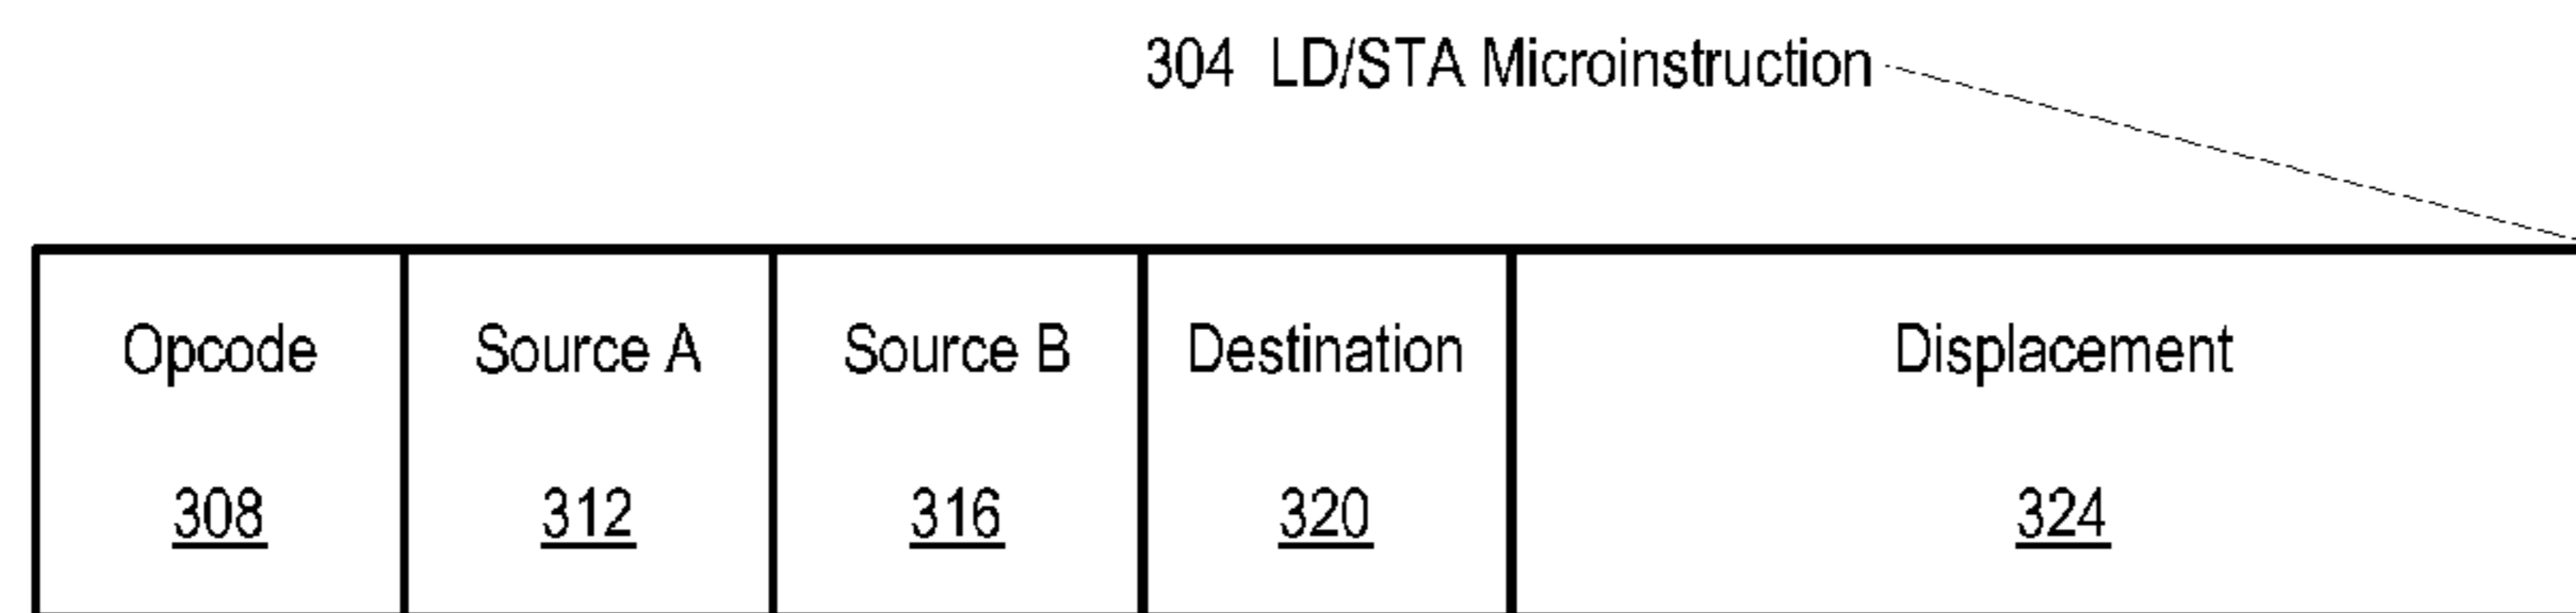 304 LD/STA Microinstruction
Opcode Source A Source B Destination Displacement
308 312 316 320 324